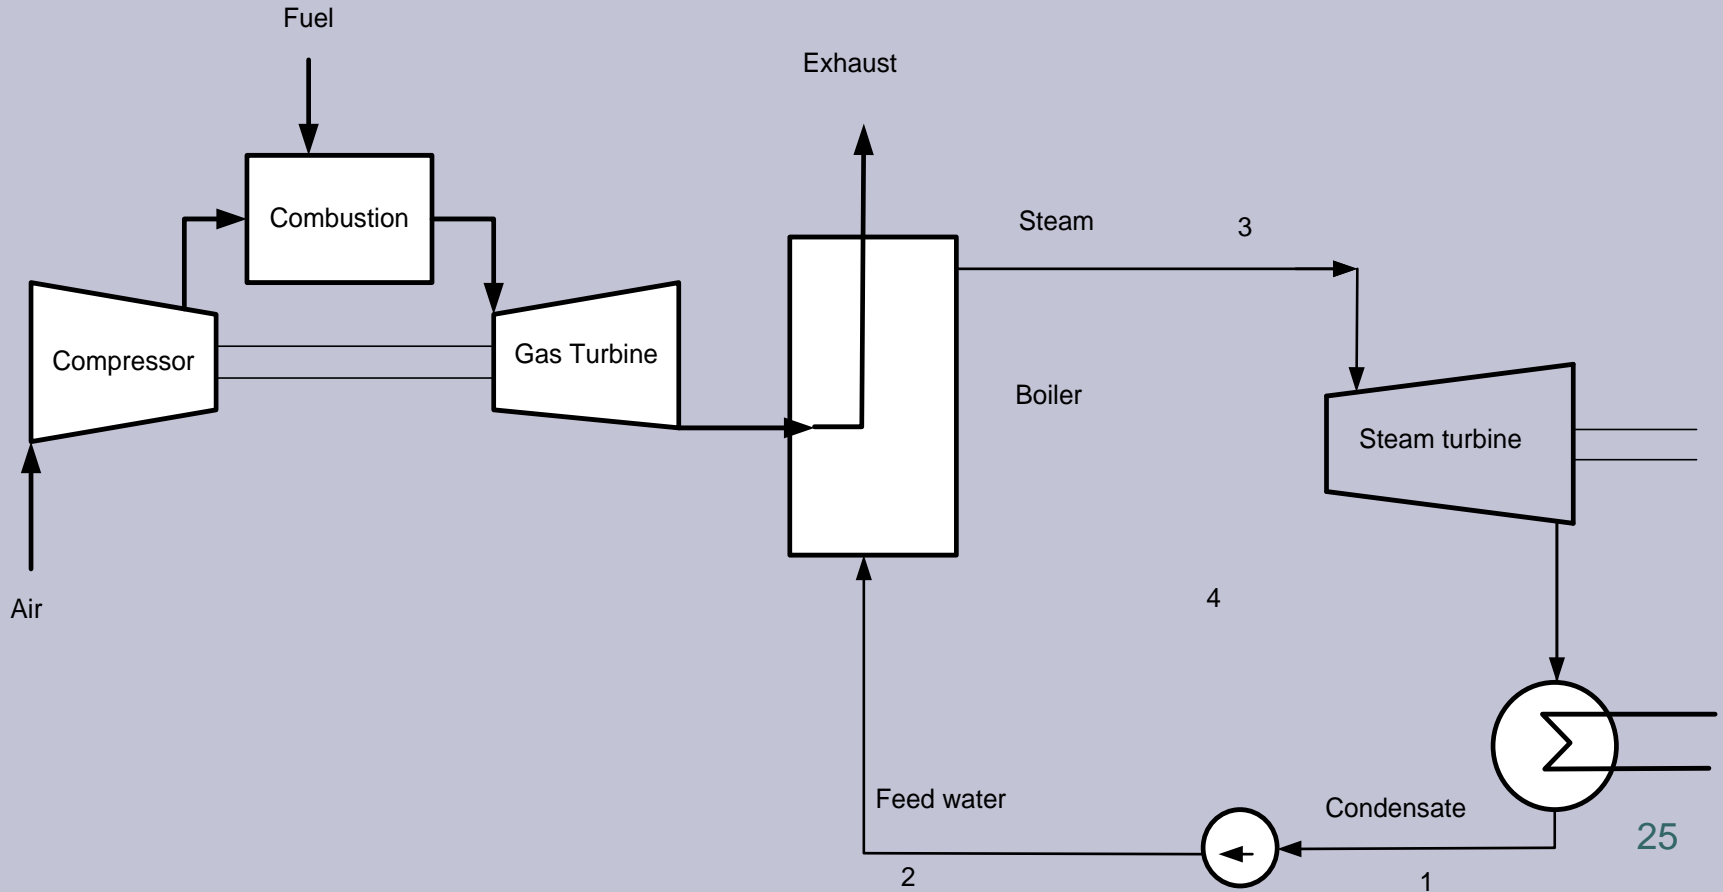 Fuel
Exhaust
Combustion
Steam
3
Compressor
Gas Turbine
Boiler
Steam turbine
Air
4
Feed water
Condensate
25
2
1